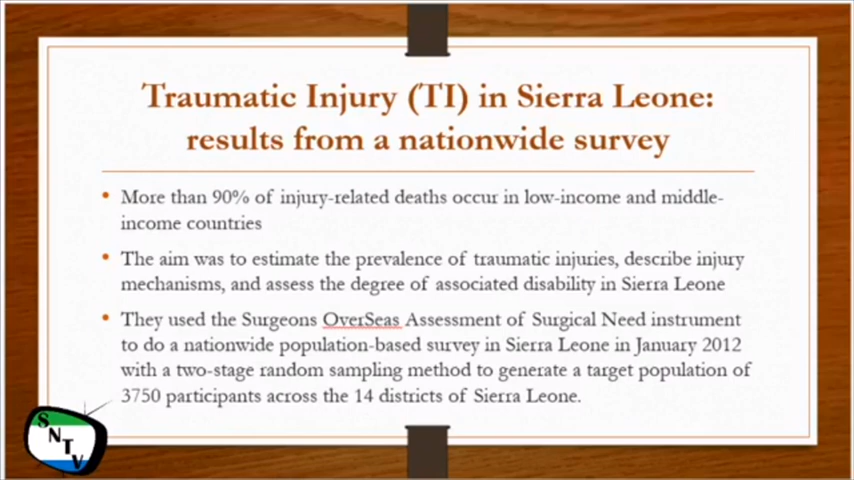 Traumatic Injury (TI) in Sierra Leone:
results from a nationwide survey
• More than 90% of injury-related deaths occur in low-income and middle-
income countries
• The aim was to estimate the prevalence of traumatic injuries, describe injury
mechanisms, and assess the degree of associated disability in Sierra Leone
• They used the Surgeons OverSeas Assessment of Surgical Need instrument
to do a nationwide population-based survey in Sierra Leone in January 2012
with a two-stage random sampling method to generate a target population of
3750 participants across the 14 districts of Sierra Leone.
SNTV